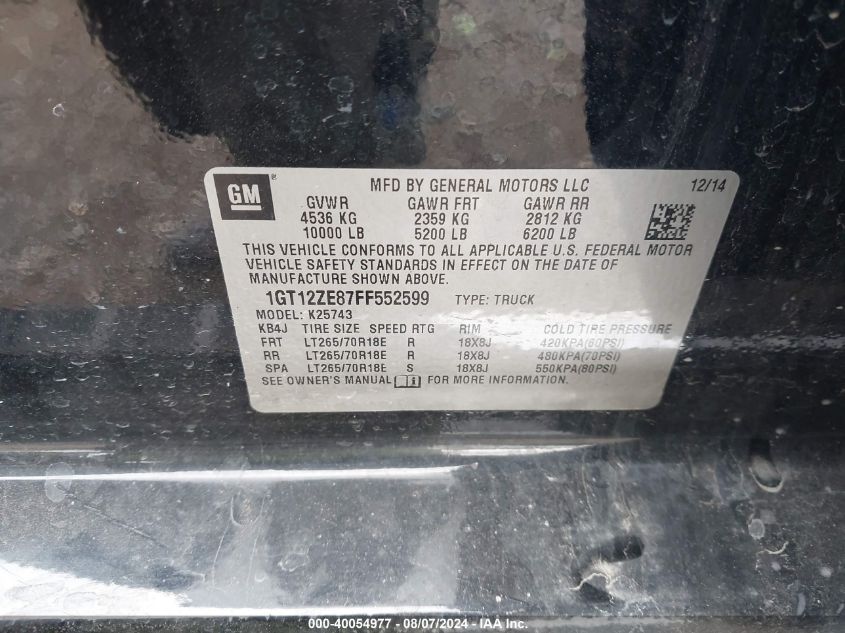 GM ®
MFD BY GENERAL MOTORS LLC 12/14
GVWR GAWR FRT GAWR RR
4536 KG 2359 KG 2812 KG
10000 LB 5200 LB 6200 LB
THIS VEHICLE CONFORMS TO ALL APPLICABLE U.S. FEDERAL MOTOR
VEHICLE SAFETY STANDARDS IN EFFECT ON THE DATE OF
MANUFACTURE SHOWN ABOVE.
1GT12ZE87FF552599 TYPE: TRUCK
MODEL: K25743
KB4J TIRE SIZE SPEED RTG RIM COLD TIRE PRESSURE
FRT LT265/70R18E R 18X8J 420KPA(60PSI)
RR LT265/70R18E R 18X8J 480KPA(70PSI)
SPA LT265/70R18E S 18X8J 550KPA(80PSI)
SEE OWNER'S MANUAL FOR MORE INFORMATION.
000-40054977 - 08/07/2024 - IAA Inc.